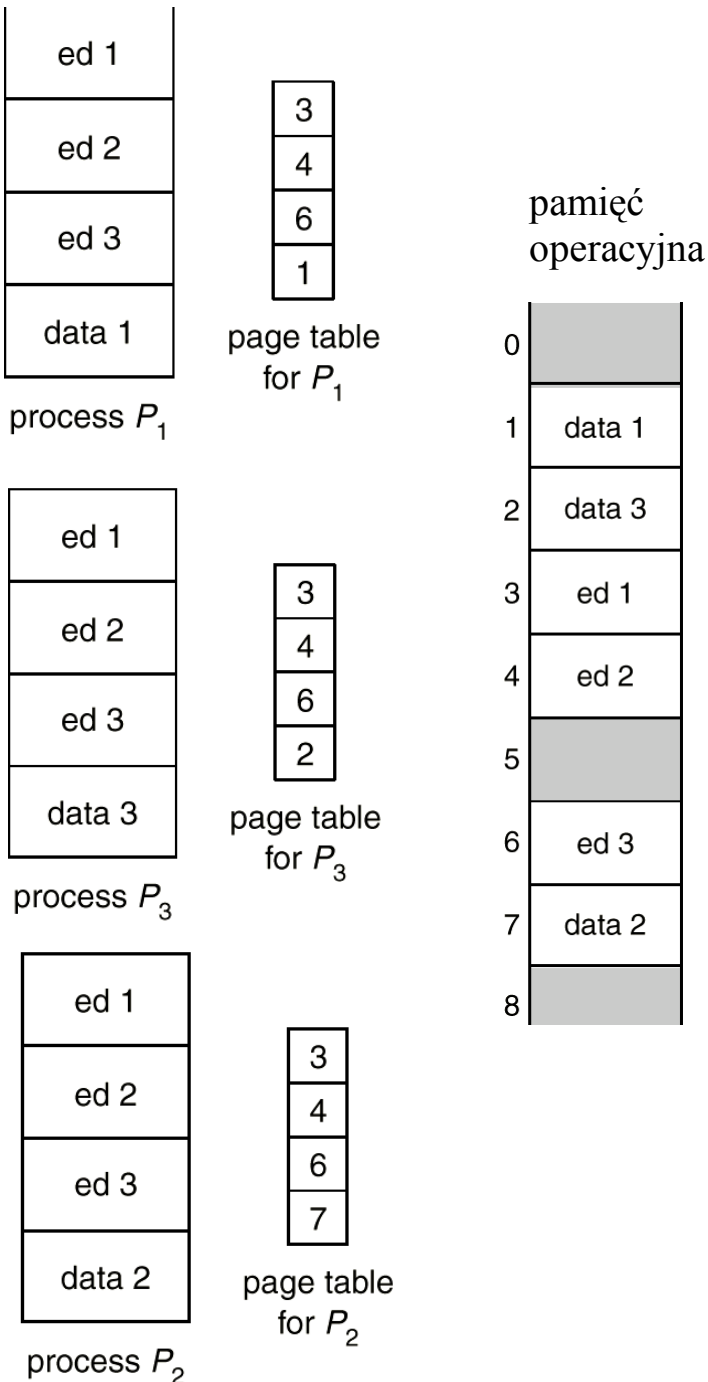 ed 1
ed 2
ed 3
data 1
process P1
3
4
6
1
page table
for P1
ed 1
ed 2
ed 3
data 3
process P3
3
4
6
2
page table
for P3
ed 1
ed 2
ed 3
data 2
process P2
3
4
6
7
page table
for P2
pamięć
operacyjna
0
1 data 1
2 data 3
3 ed 1
4 ed 2
5
6 ed 3
7 data 2
8